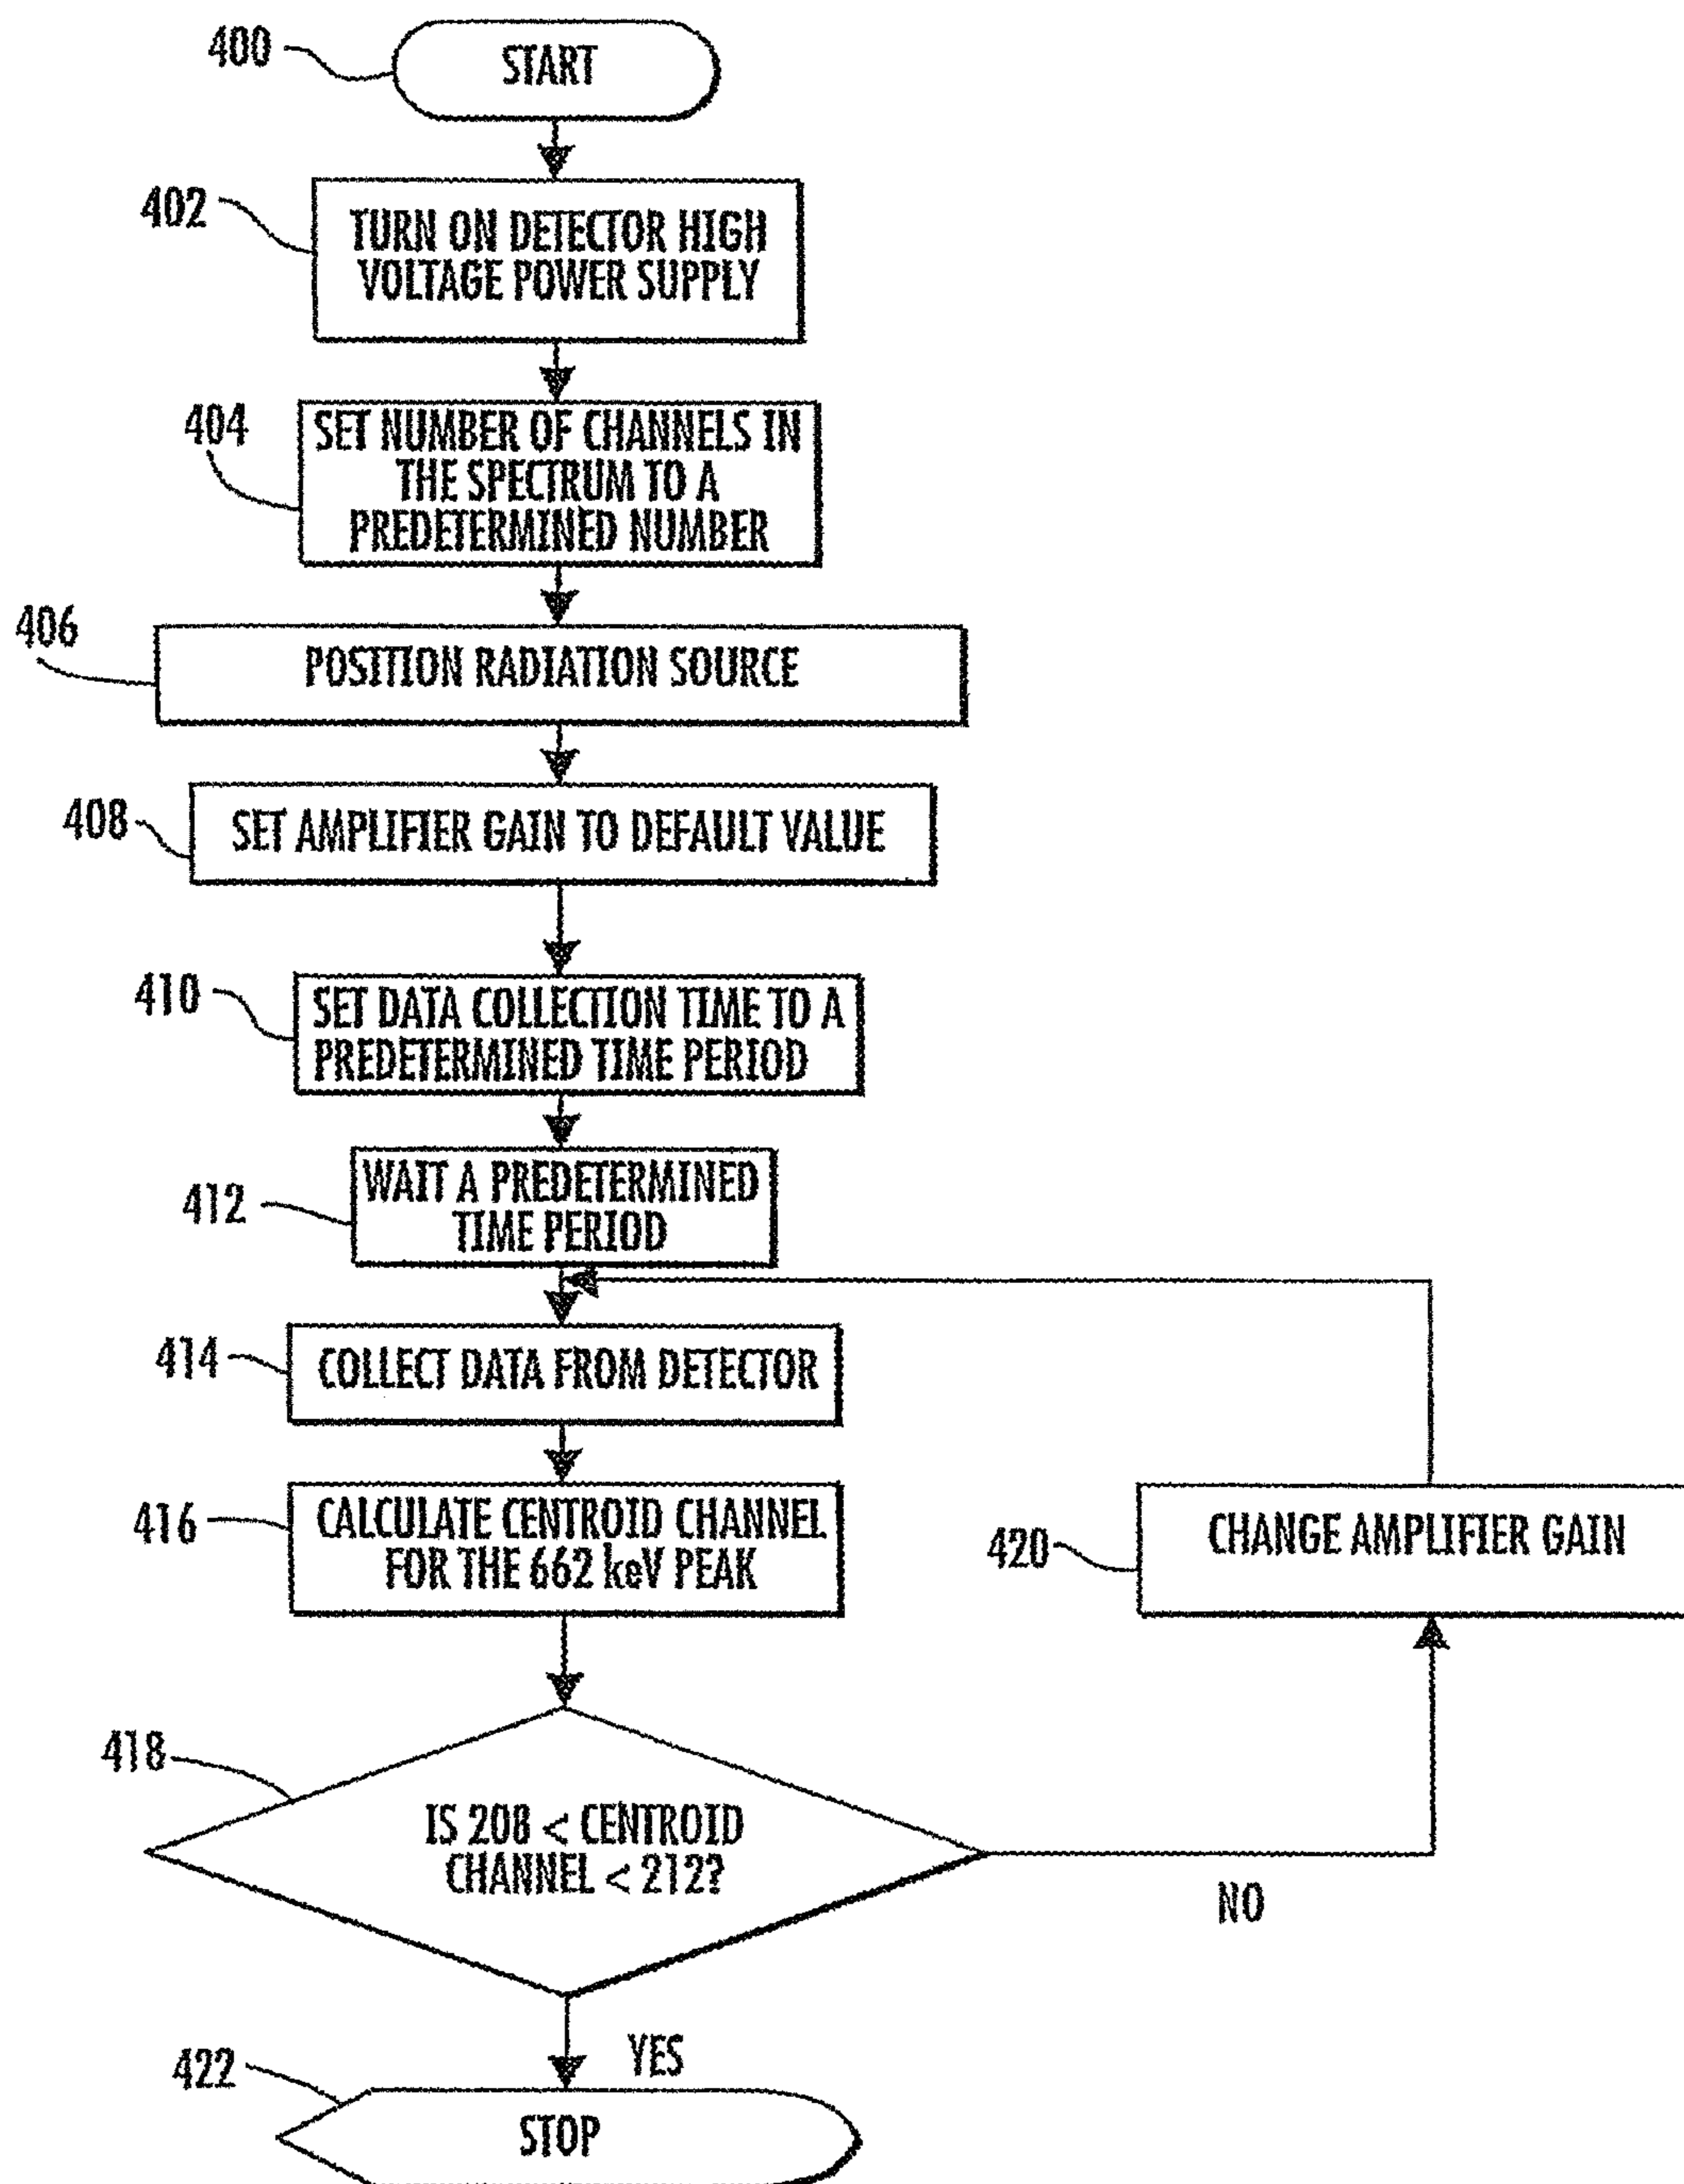 400
START
402
TURN ON DETECTOR HIGH
VOLTAGE POWER SUPPLY
404
SET NUMBER OF CHANNELS IN
THE SPECTRUM TO A
PREDETERMINED NUMBER
406
POSITION RADIATION SOURCE
408
SET AMPLIFIER GAIN TO DEFAULT VALUE
410
SET DATA COLLECTION TIME TO A
PREDETERMINED TIME PERIOD
412
WAIT A PREDETERMINED
TIME PERIOD
414
COLLECT DATA FROM DETECTOR
416
CALCULATE CENTROID CHANNEL
FOR THE 662 keV PEAK
420
CHANGE AMPLIFIER GAIN
418
IS 208 < CENTROID
CHANNEL < 212?
NO
YES
422
STOP